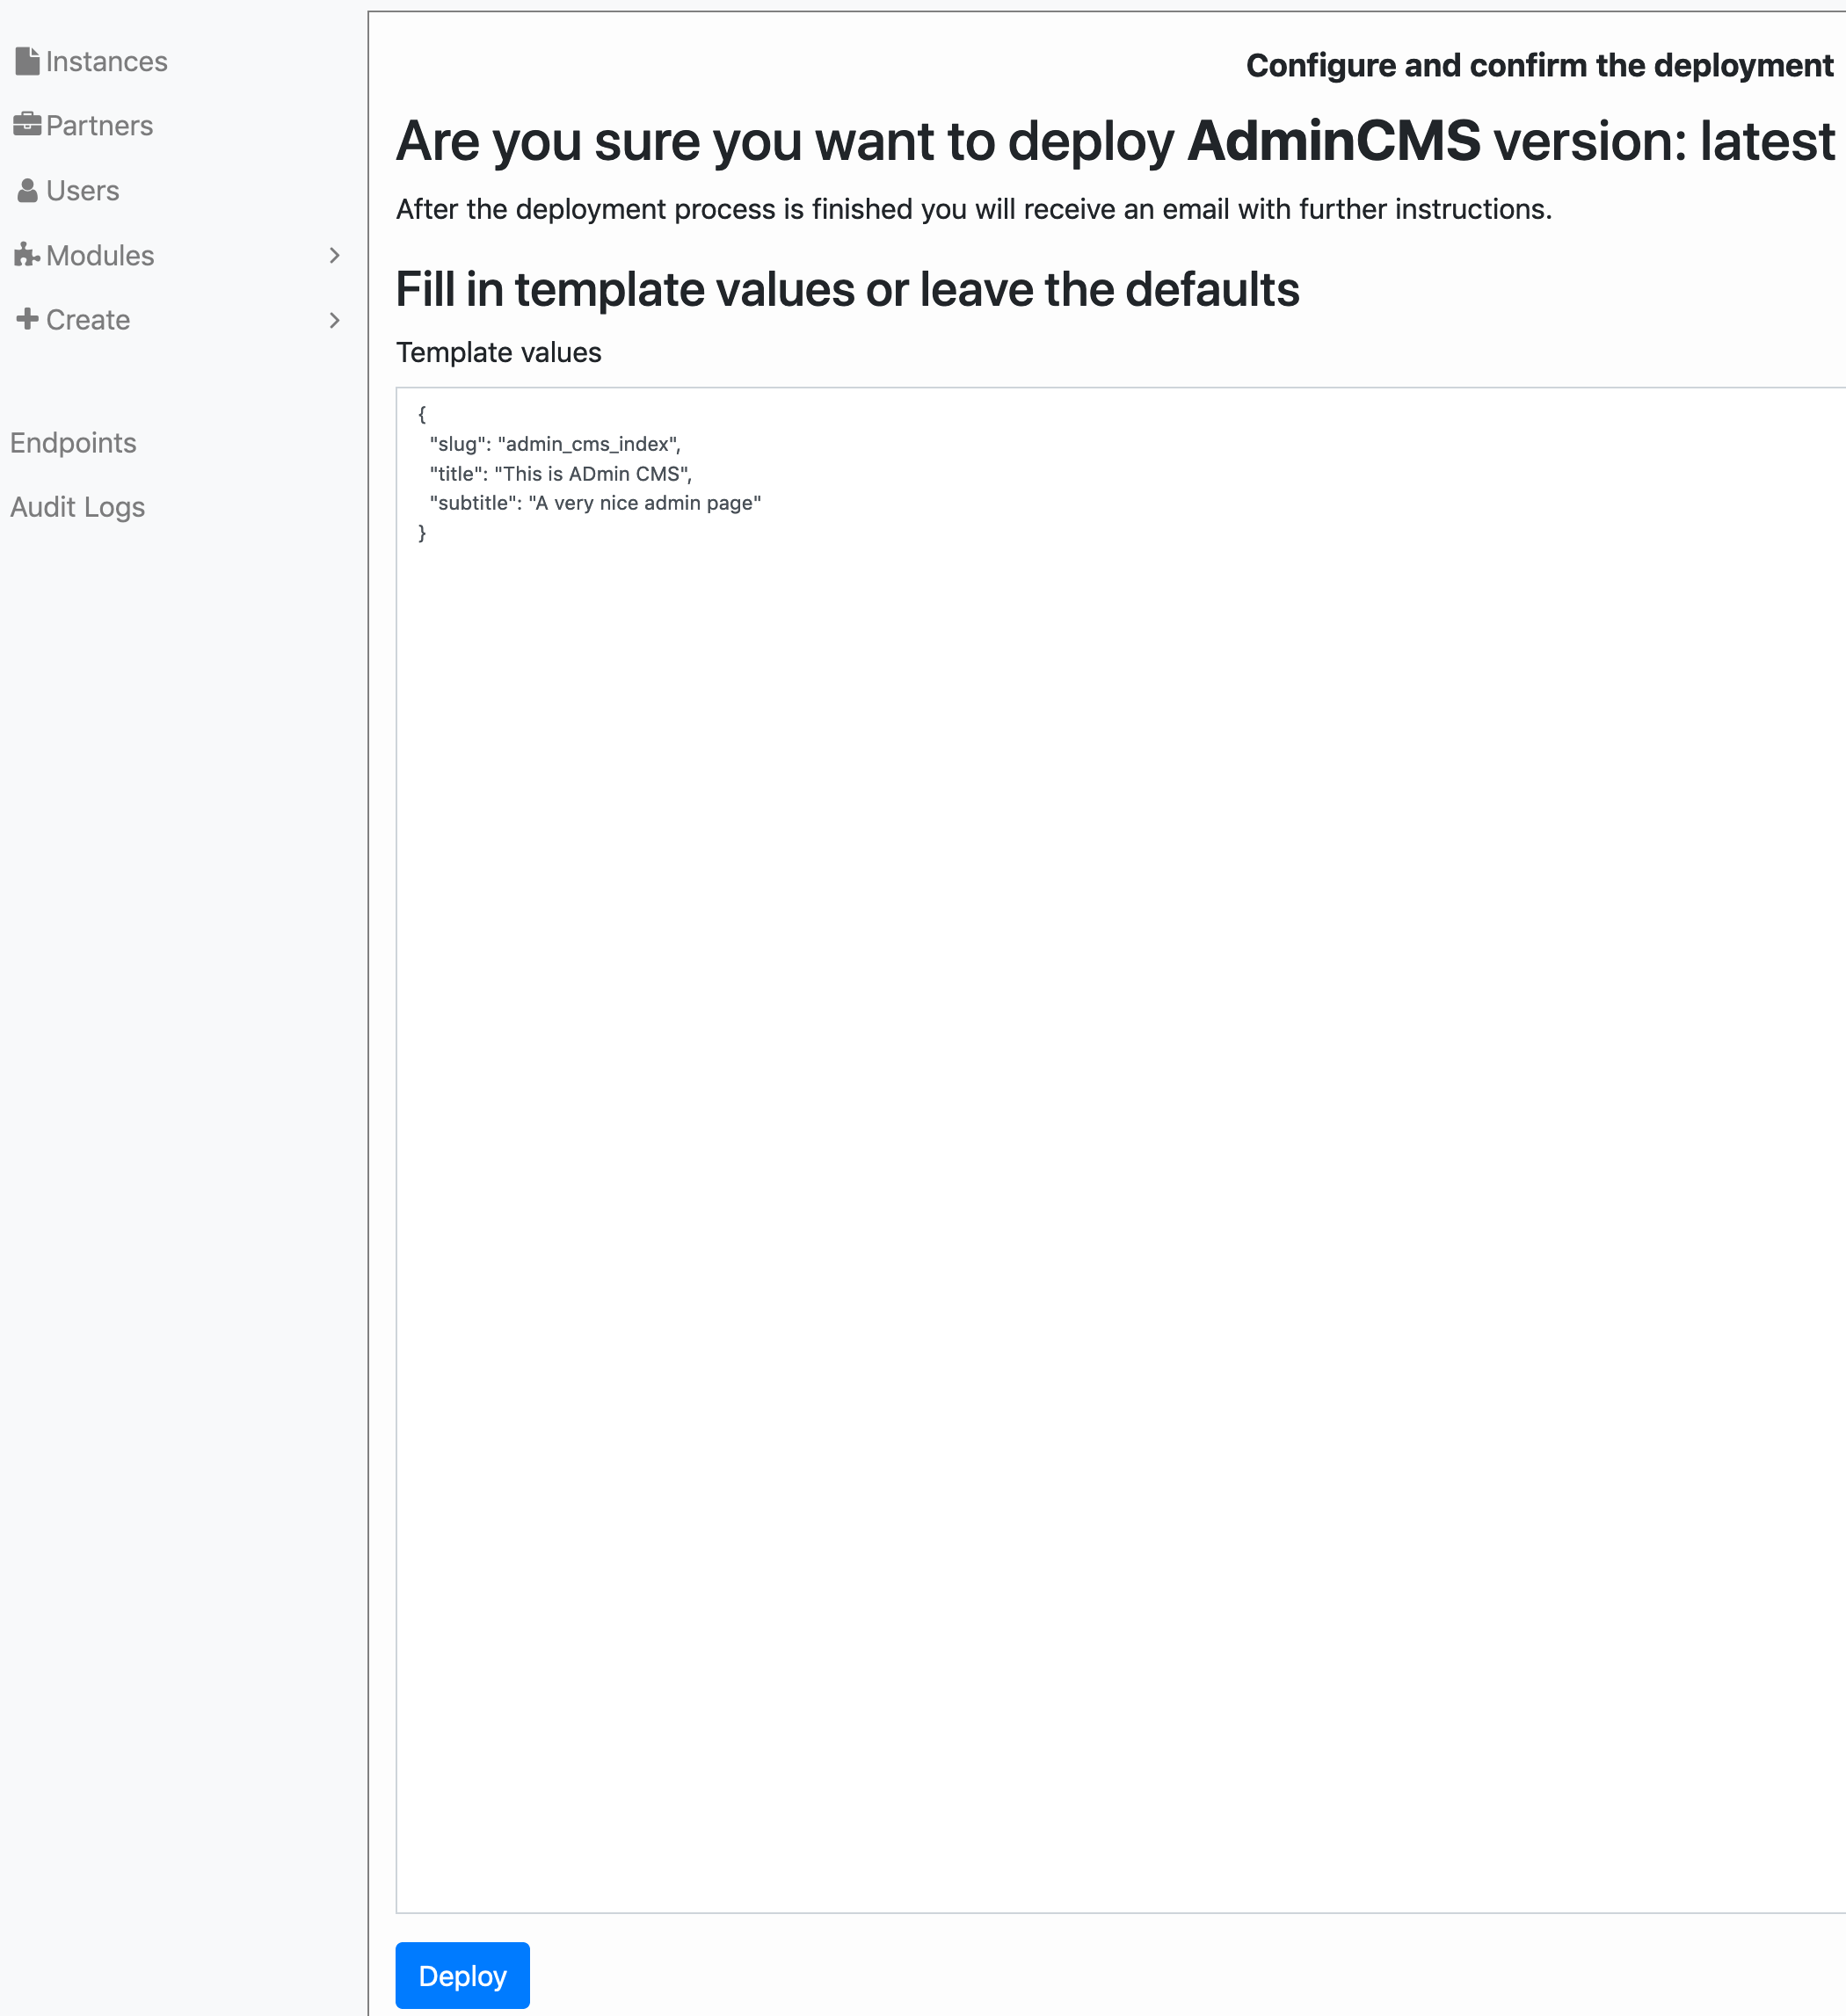 Instances
Partners
Users
Modules
Create
Endpoints
Audit Logs
Configure and confirm the deployment
Are you sure you want to deploy AdminCMS version: latest
After the deployment process is finished you will receive an email with further instructions.
Fill in template values or leave the defaults
Template values
{
"slug": "admin_cms_index",
"title": "This is ADmin CMS",
"subtitle": "A very nice admin page"
}
Deploy